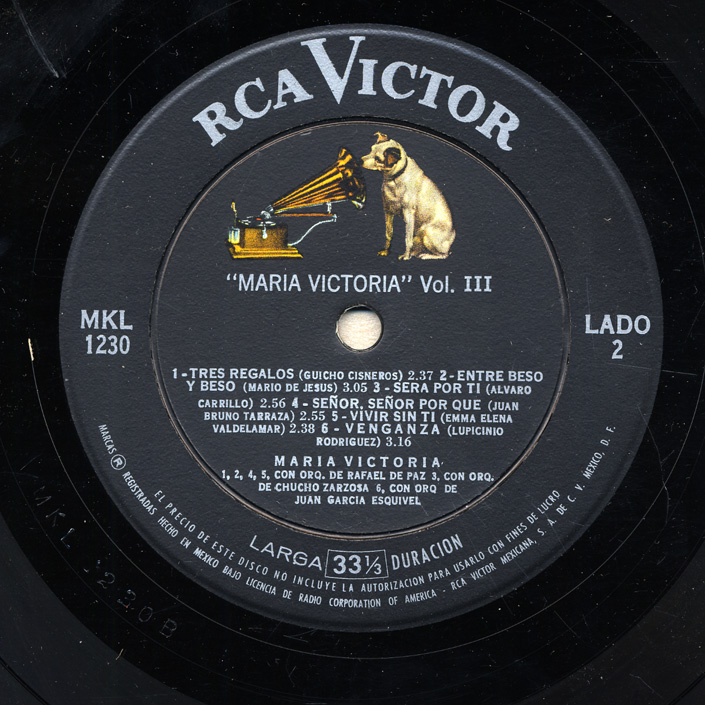 RCA VICTOR
"MARIA VICTORIA" Vol. III
MKL
1230
LADO
2
1-TRES REGALOS (GUICHO CISNEROS) 2.37 2-ENTRE BESO
Y BESO (MARIO DE JESUS) 3.05 3-SERA POR TI (ALVARO
CARRILLO) 2.56 4-SEÑOR, SEÑOR POR QUE (JUAN
BRUNO TARRAZA) 2.55 5-VIVIR SIN TI (EMMA ELENA
VALDELAMAR) 2.38 6-VENGANZA (LUPICINIO
RODRIGUEZ) 3.16
MARIA VICTORIA
1, 2, 4, 5, CON ORQ. DE RAFAEL DE PAZ 3, CON ORQ.
DE CHUCHO ZARZOSA 6, CON ORQ DE
JUAN GARCIA ESQUIVEL
LARGA 33⅓ DURACION
EL PRECIO DE ESTE DISCO NO INCLUYE LA AUTORIZACION PARA USARLO CON FINES DE LUCRO
MARCAS ® REGISTRADAS HECHO EN MEXICO BAJO LICENCIA DE RADIO CORPORATION OF AMERICA - RCA VICTOR MEXICANA, S. A. DE C. V. MEXICO, D. F.